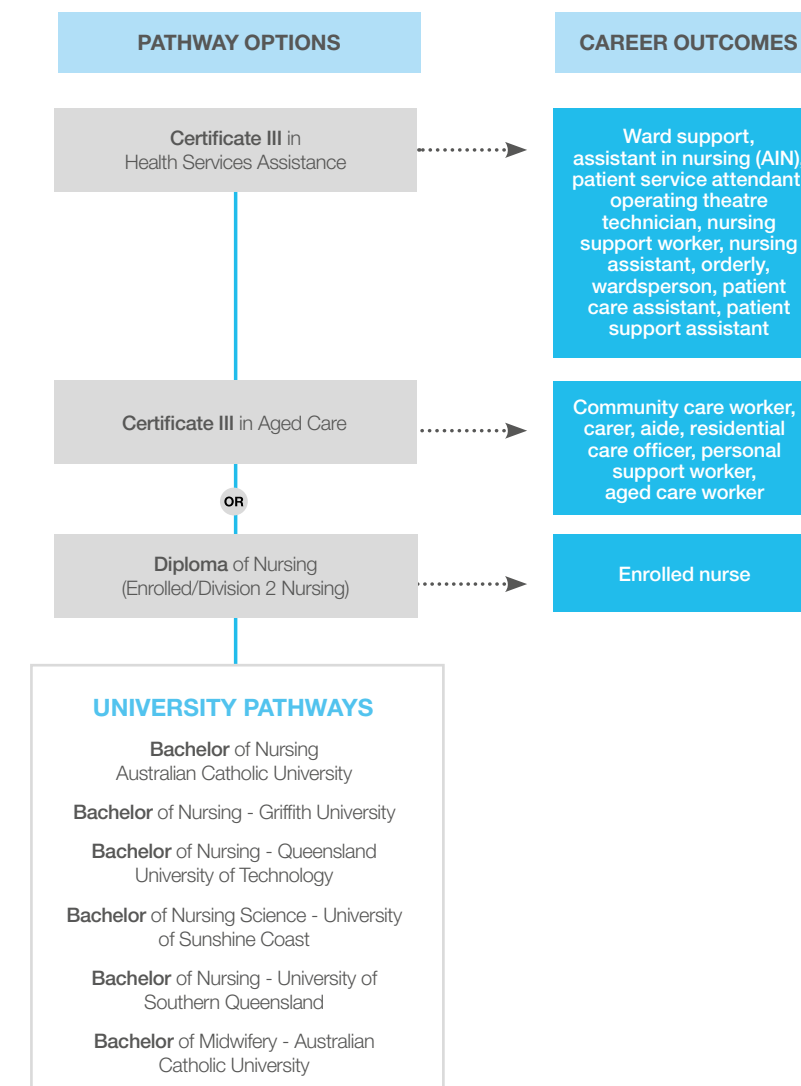 PATHWAY OPTIONS
CAREER OUTCOMES
Certificate III in
Health Services Assistance
Ward support,
assistant in nursing (AIN),
patient service attendant
operating theatre
technician, nursing
support worker, nursing
assistant, orderly,
wardsperson, patient
care assistant, patient
support assistant
Certificate III in Aged Care
Community care worker,
carer, aide, residential
care officer, personal
support worker,
aged care worker
OR
Diploma of Nursing
(Enrolled/Division 2 Nursing)
Enrolled nurse
UNIVERSITY PATHWAYS
Bachelor of Nursing
Australian Catholic University
Bachelor of Nursing - Griffith University
Bachelor of Nursing - Queensland
University of Technology
Bachelor of Nursing Science - University
of Sunshine Coast
Bachelor of Nursing - University of
Southern Queensland
Bachelor of Midwifery - Australian
Catholic University